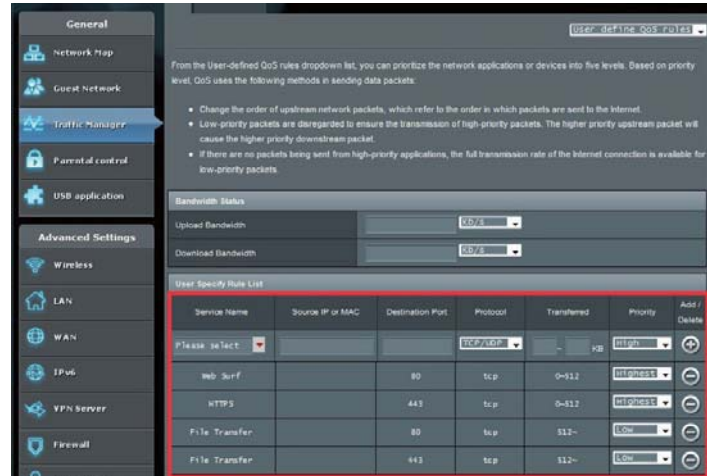 General
Network Map
Guest Network
Traffic Manager
Parental control
USB application
Advanced Settings
Wireless
LAN
WAN
IPv6
VPN Server
Firewall
User define QoS rules
From the User-defined QoS rules dropdown list, you can prioritize the network applications or devices into five levels. Based on priority
level, QoS uses the following methods in sending data packets:
Change the order of upstream network packets, which refer to the order in which packets are sent to the Internet.
Low-priority packets are disregarded to ensure the transmission of high-priority packets. The higher priority upstream packet will
cause the higher priority downstream packet.
If there are no packets being sent from high-priority applications, the full transmission rate of the Internet connection is available for
low-priority packets.
Bandwidth Status
Upload Bandwidth Kb/s
Download Bandwidth Kb/s
User Specify Rule List
Service Name Source IP or MAC Destination Port Protocol Transferred Priority Add / Delete
Please select TCP/UDP ~ KB High
Web Surf 80 tcp 0~512 Highest
HTTPS 443 tcp 0~512 Highest
File Transfer 80 tcp 512~ Low
File Transfer 443 tcp 512~ Low